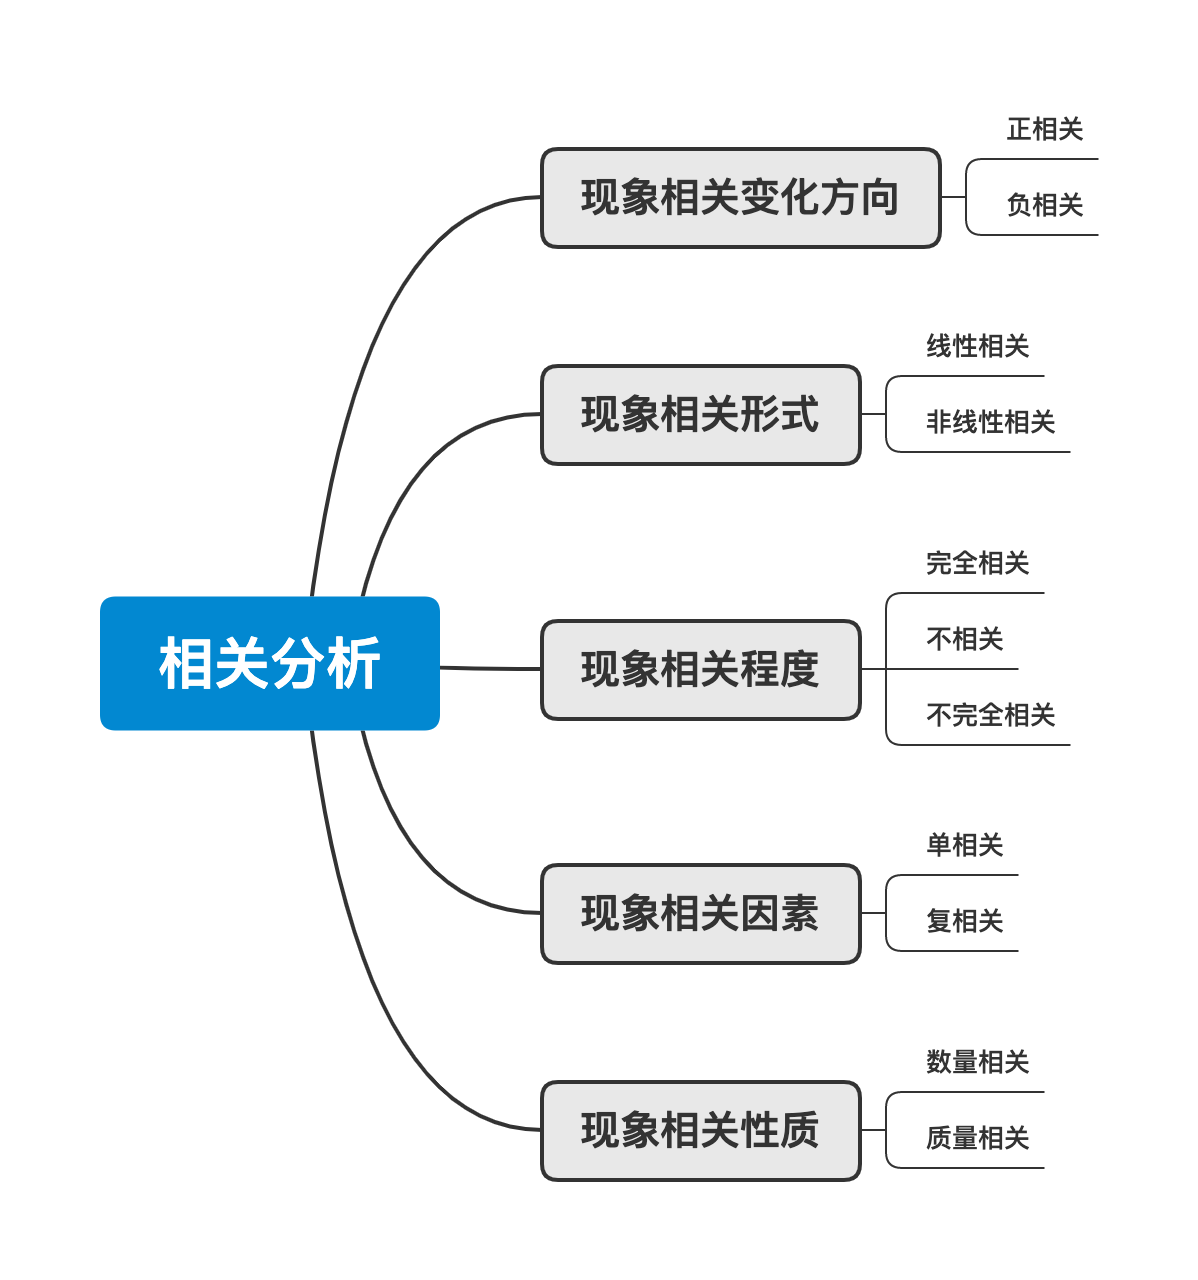 相关分析
现象相关变化方向
正相关
负相关
现象相关形式
线性相关
非线性相关
现象相关程度
完全相关
不相关
不完全相关
现象相关因素
单相关
复相关
现象相关性质
数量相关
质量相关